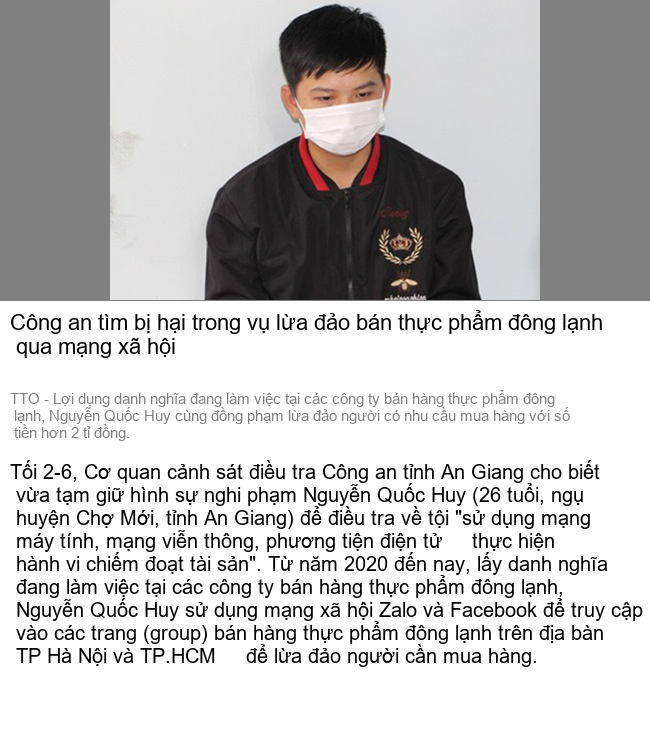 Công an tìm bị hại trong vụ lừa đảo bán thực phẩm đông lạnh
qua mạng xã hội
TTO - Lợi dụng danh nghĩa đang làm việc tại các công ty bán hàng thực phẩm đông
lạnh, Nguyễn Quốc Huy cùng đồng phạm lừa đảo người có nhu cầu mua hàng với số
tiền hơn 2 tỉ đồng.
Tối 2-6, Cơ quan cảnh sát điều tra Công an tỉnh An Giang cho biết
vừa tạm giữ hình sự nghi phạm Nguyễn Quốc Huy (26 tuổi, ngụ
huyện Chợ Mới, tỉnh An Giang) để điều tra về tội "sử dụng mạng
máy tính, mạng viễn thông, phương tiện điện tử thực hiện
hành vi chiếm đoạt tài sản". Từ năm 2020 đến nay, lấy danh nghĩa
đang làm việc tại các công ty bán hàng thực phẩm đông lạnh,
Nguyễn Quốc Huy sử dụng mạng xã hội Zalo và Facebook để truy cập
vào các trang (group) bán hàng thực phẩm đông lạnh trên địa bàn
TP Hà Nội và TP.HCM để lừa đảo người cần mua hàng.